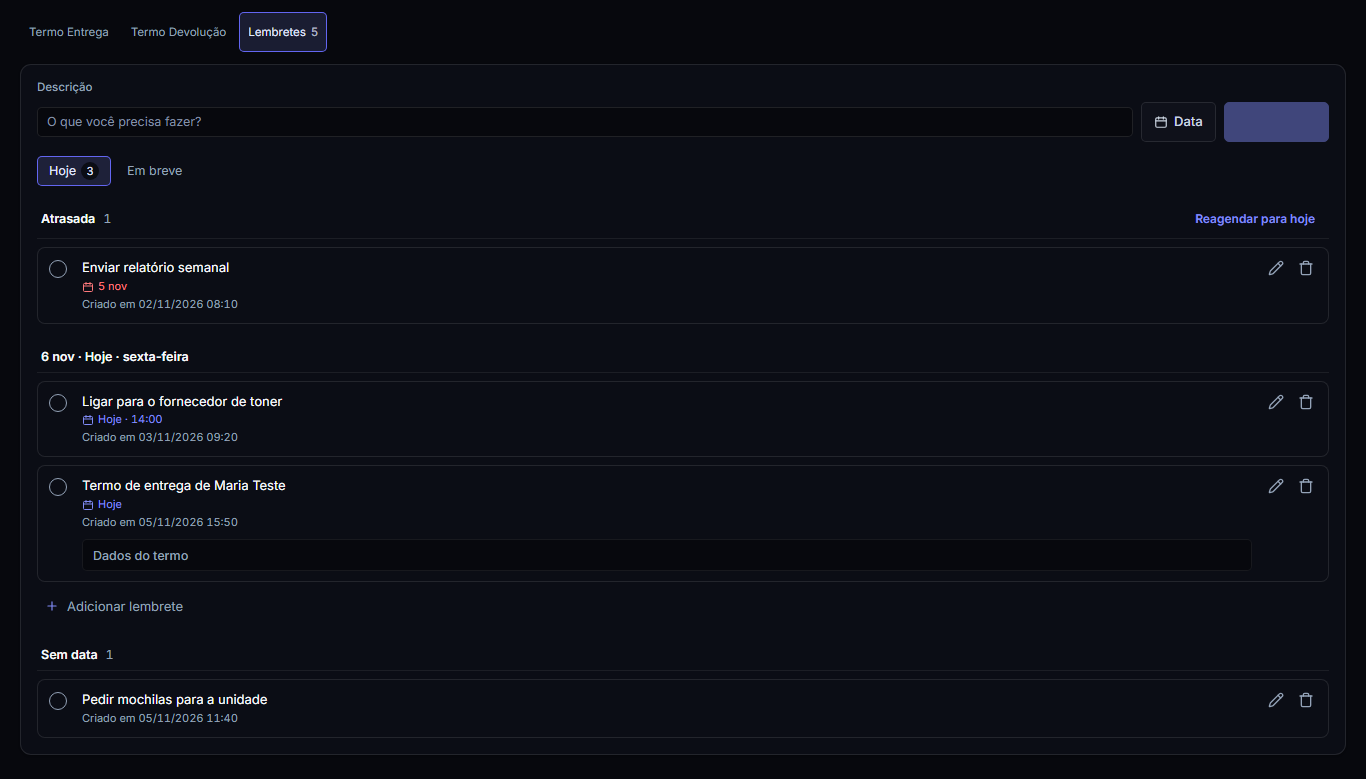 Termo Entrega
Termo Devolução
Lembretes 5
Descrição
O que você precisa fazer?
Data
Hoje 3
Em breve
Atrasada 1
Reagendar para hoje
Enviar relatório semanal
5 nov
Criado em 02/11/2026 08:10
6 nov · Hoje · sexta-feira
Ligar para o fornecedor de toner
Hoje · 14:00
Criado em 03/11/2026 09:20
Termo de entrega de Maria Teste
Hoje
Criado em 05/11/2026 15:50
Dados do termo
+ Adicionar lembrete
Sem data 1
Pedir mochilas para a unidade
Criado em 05/11/2026 11:40